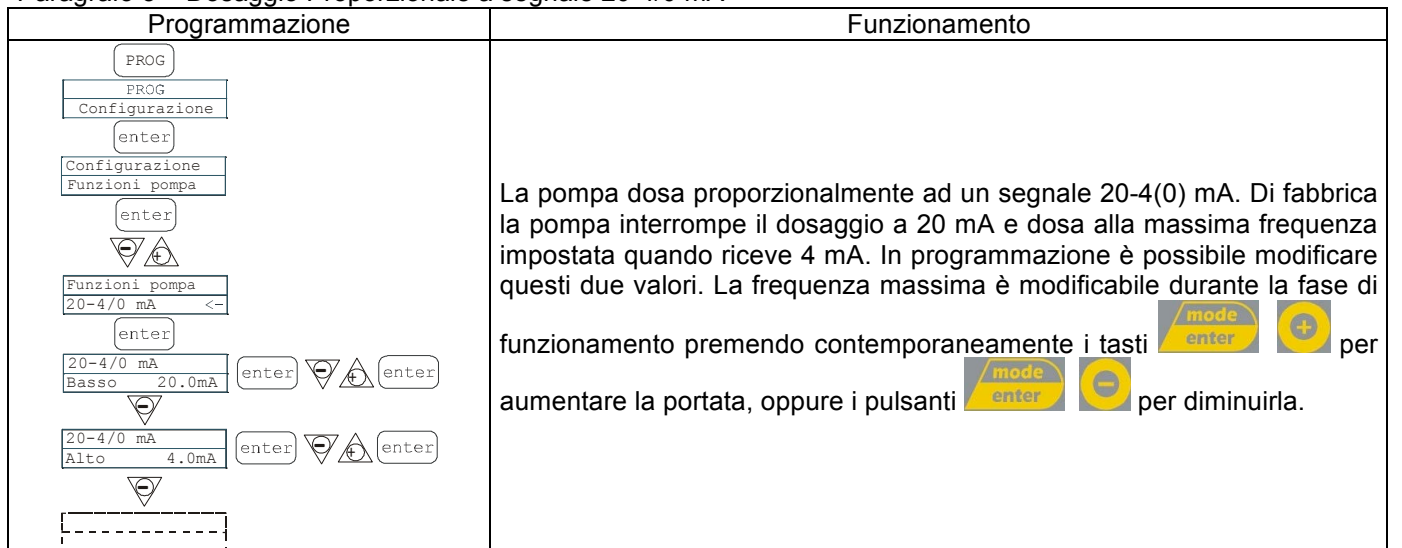 Programmazione
Funzionamento
PROG
PROG
Configurazione
enter
Configurazione
Funzioni pompa
enter
- +
Funzioni pompa
20-4/0 mA <-
enter
20-4/0 mA
Basso 20.0mA
enter - + enter
-
20-4/0 mA
Alto 4.0mA
enter - + enter
-
La pompa dosa proporzionalmente ad un segnale 20-4(0) mA. Di fabbrica
la pompa interrompe il dosaggio a 20 mA e dosa alla massima frequenza
impostata quando riceve 4 mA. In programmazione è possibile modificare
questi due valori. La frequenza massima è modificabile durante la fase di
funzionamento premendo contemporaneamente i tasti mode enter + per
aumentare la portata, oppure i pulsanti mode enter - per diminuirla.